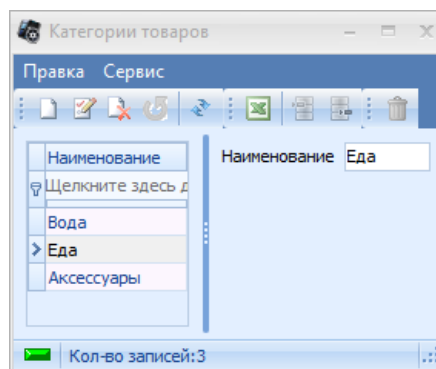 Категории товаров
Правка Сервис
Наименование
Щелкните здесь д
Вода
Еда
Аксессуары
Наименование Еда
Кол-во записей:3